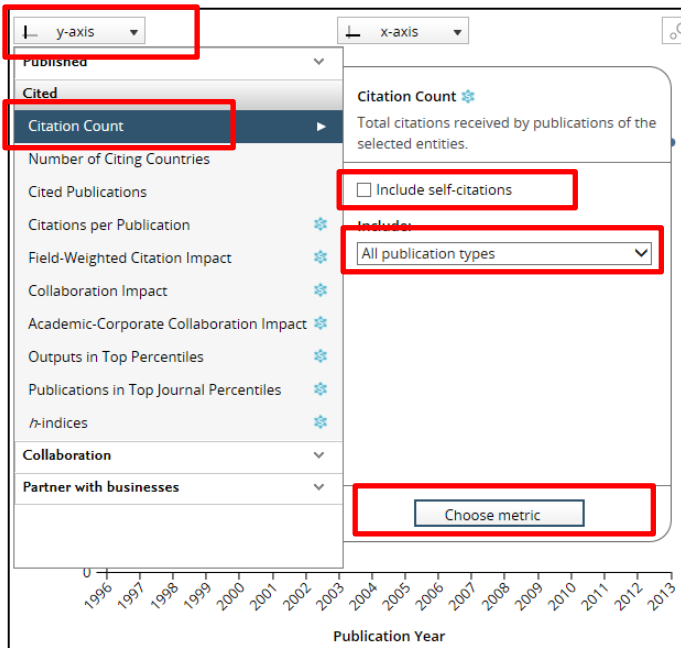 y-axis
x-axis
Published
Cited
Citation Count
Number of Citing Countries
Cited Publications
Citations per Publication
Field-Weighted Citation Impact
Collaboration Impact
Academic-Corporate Collaboration Impact
Outputs in Top Percentiles
Publications in Top Journal Percentiles
h-indices
Collaboration
Partner with businesses
Citation Count
Total citations received by publications of the
selected entities.
Include self-citations
Include:
All publication types
Choose metric
0
1996 1997 1998 1999 2000 2001 2002 2003 2004 2005 2006 2007 2008 2009 2010 2011 2012 2013
Publication Year